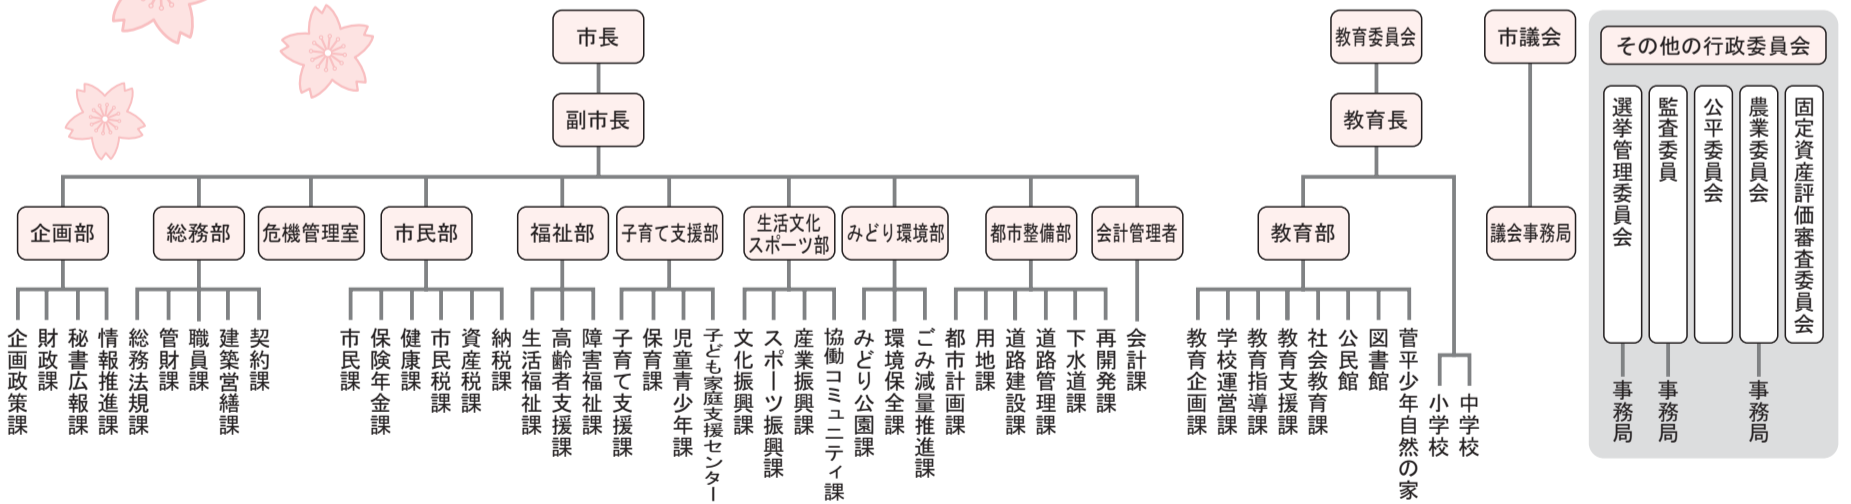 市長
教育委員会
市議会
その他の行政委員会
副市長
教育長
選挙管理委員会
監査委員
公平委員会
農業委員会
固定資産評価審査委員会
企画部
総務部
危機管理室
市民部
福祉部
子育て支援部
生活文化
スポーツ部
みどり環境部
都市整備部
会計管理者
教育部
議会事務局
企画政策課
財政課
秘書広報課
情報推進課
総務法規課
管財課
職員課
建築営繕課
契約課
市民課
保険年金課
健康課
市民税課
資産税課
納税課
生活福祉課
高齢者支援課
障害福祉課
子育て支援課
保育課
児童青少年課
子ども家庭支援センター
文化振興課
スポーツ振興課
産業振興課
協働コミュニティ課
みどり公園課
環境保全課
ごみ減量推進課
都市計画課
用地課
道路建設課
道路管理課
下水道課
再開発課
会計課
教育企画課
学校運営課
教育指導課
教育支援課
社会教育課
公民館
図書館
菅平少年自然の家
小学校
中学校
事務局
事務局
事務局